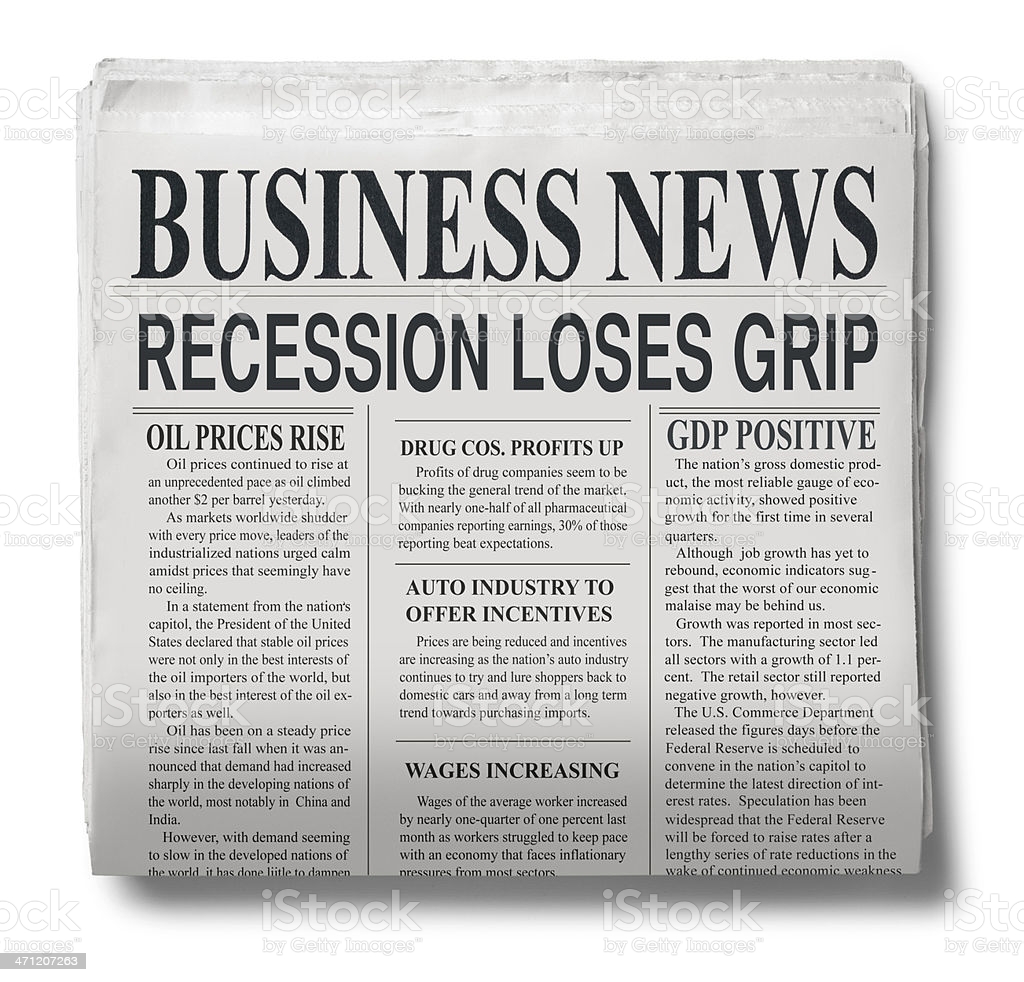 BUSINESS NEWS
RECESSION LOSES GRIP
OIL PRICES RISE
Oil prices continued to rise at
an unprecedented pace as oil climbed
another $2 per barrel yesterday.
As markets worldwide shudder
with every price move, leaders of the
industrialized nations urged calm
amidst prices that seemingly have
no ceiling.
In a statement from the nation's
capitol, the President of the United
States declared that stable oil prices
were not only in the best interests of
the oil importers of the world, but
also in the best interest of the oil ex-
porters as well.
Oil has been on a steady price
rise since last fall when it was an-
nounced that demand had increased
sharply in the developing nations of
the world, most notably in China and
India.
However, with demand seeming
to slow in the developed nations of
the world, it has done liitle to dampen
DRUG COS. PROFITS UP
Profits of drug companies seem to be
bucking the general trend of the market.
With nearly one-half of all pharmaceutical
companies reporting earnings, 30% of those
reporting beat expectations.
AUTO INDUSTRY TO
OFFER INCENTIVES
Prices are being reduced and incentives
are increasing as the nation's auto industry
continues to try and lure shoppers back to
domestic cars and away from a long term
trend towards purchasing imports.
WAGES INCREASING
Wages of the average worker increased
by nearly one-quarter of one percent last
month as workers struggled to keep pace
with an economy that faces inflationary
pressures from most sectors.
GDP POSITIVE
The nation's gross domestic prod-
uct, the most reliable gauge of eco-
nomic activity, showed positive
growth for the first time in several
quarters.
Although job growth has yet to
rebound, economic indicators sug-
gest that the worst of our economic
malaise may be behind us.
Growth was reported in most sec-
tors. The manufacturing sector led
all sectors with a growth of 1.1 per-
cent. The retail sector still reported
negative growth, however.
The U.S. Commerce Department
released the figures days before the
Federal Reserve is scheduled to
convene in the nation's capitol to
determine the latest direction of int-
erest rates. Speculation has been
widespread that the Federal Reserve
will be forced to raise rates after a
lengthy series of rate reductions in the
wake of continued economic weakness
iStock
by Getty Images
471207263